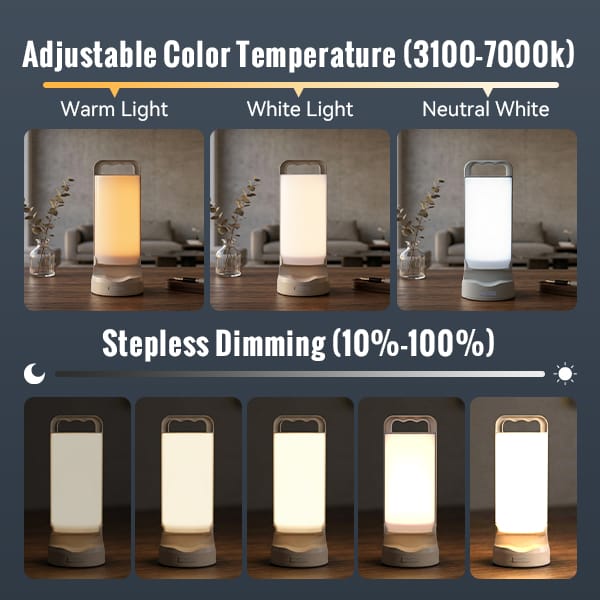 Adjustable Color Temperature (3100-7000k)
Warm Light
White Light
Neutral White
Stepless Dimming (10%-100%)